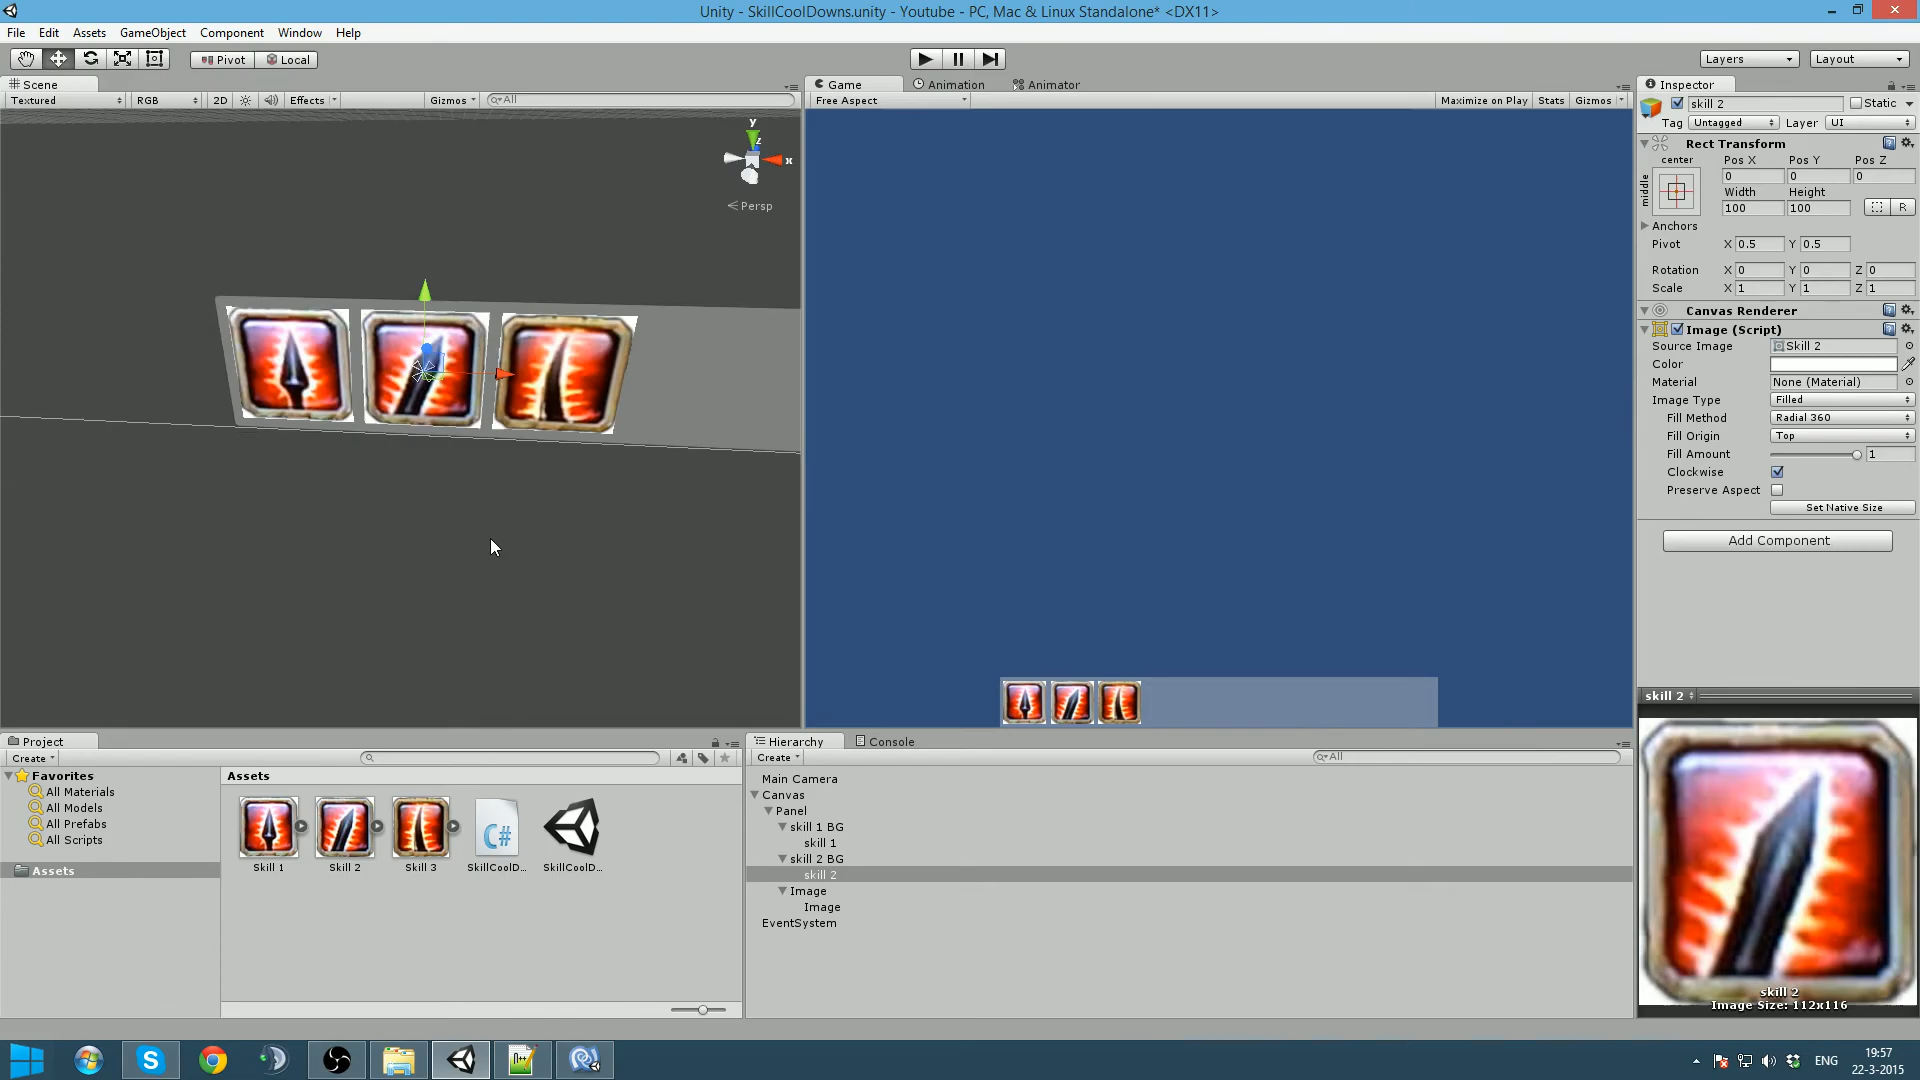 Unity - SkillCoolDowns.unity - Youtube - PC, Mac & Linux Standalone* <DX11>
File Edit Assets GameObject Component Window Help
Pivot Local Layers Layout
Scene
Textured RGB 2D Effects Gizmos All
y
z
x
Persp
Game Animation Animator
Free Aspect Maximize on Play Stats Gizmos
Inspector
skill 2 Static
Tag Untagged Layer UI
Rect Transform
center Pos X Pos Y Pos Z
middle 0 0 0
Width Height
100 100 R
Anchors
Pivot X 0.5 Y 0.5
Rotation X 0 Y 0 Z 0
Scale X 1 Y 1 Z 1
Canvas Renderer
Image (Script)
Source Image Skill 2
Color
Material None (Material)
Image Type Filled
Fill Method Radial 360
Fill Origin Top
Fill Amount 1
Clockwise
Preserve Aspect
Set Native Size
Add Component
skill 2
skill 2
Image Size: 112x116
Project
Create
Favorites
All Materials
All Models
All Prefabs
All Scripts
Assets
Assets
C#
Skill 1 Skill 2 Skill 3 SkillCoolD... SkillCoolD...
Hierarchy Console
Create All
Main Camera
Canvas
Panel
skill 1 BG
skill 1
skill 2 BG
skill 2
Image
Image
EventSystem
ENG
19:57
22-3-2015